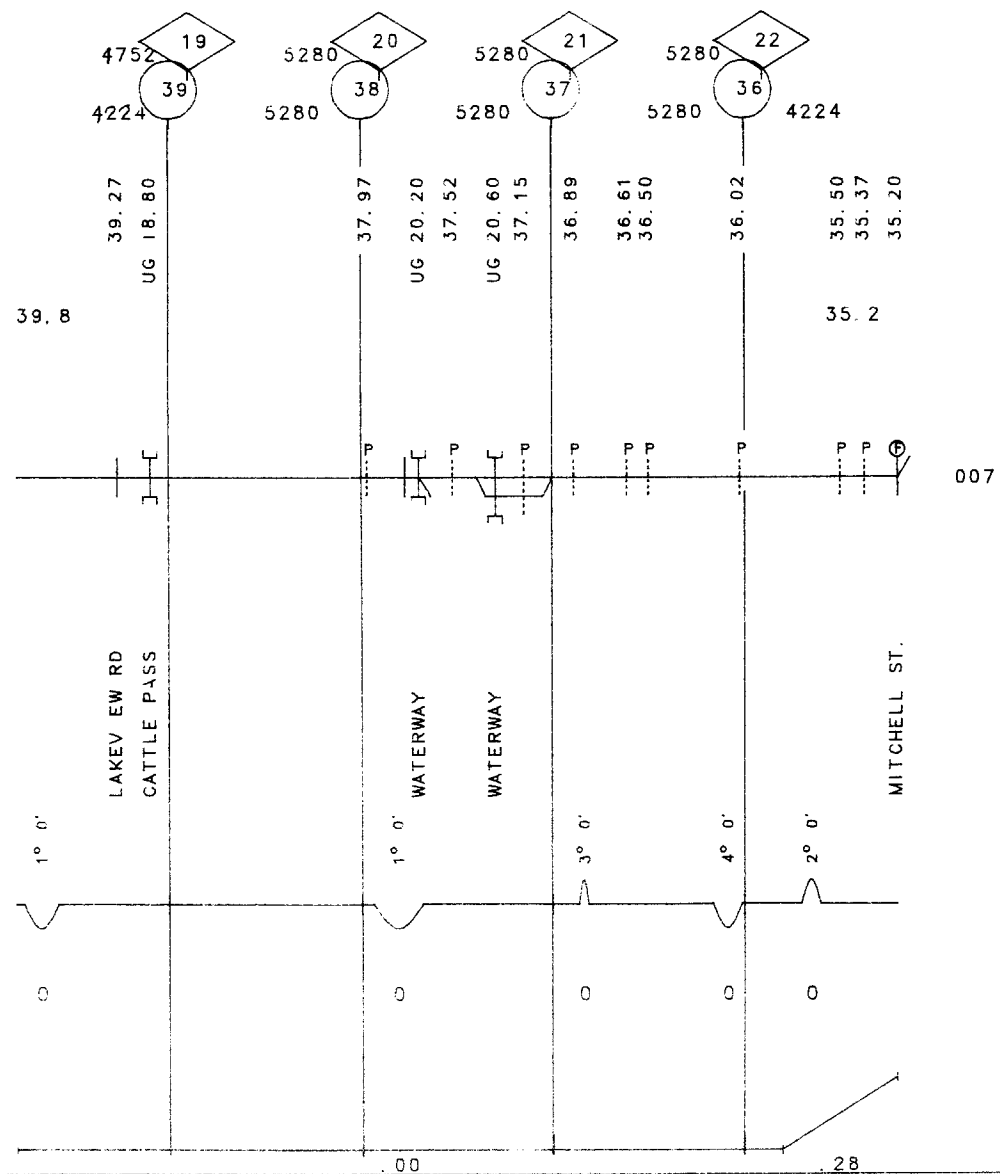 19 20 21 22
4752 5280 5280 5280
39 38 37 36
4224 5280 5280 5280 4224
39.27
UG 18.80
37.97
UG 20.20
37.52
UG 20.60
37.15
36.89
36.61
36.50
36.02
35.50
35.37
35.20
39.8
35.2
P P P P P P P P P F
007
LAKEV EW RD
CATTLE PASS
WATERWAY
WATERWAY
MITCHELL ST.
1° 0'
1° 0'
3° 0'
4° 0'
2° 0'
0 0 0 0 0
.00
.28